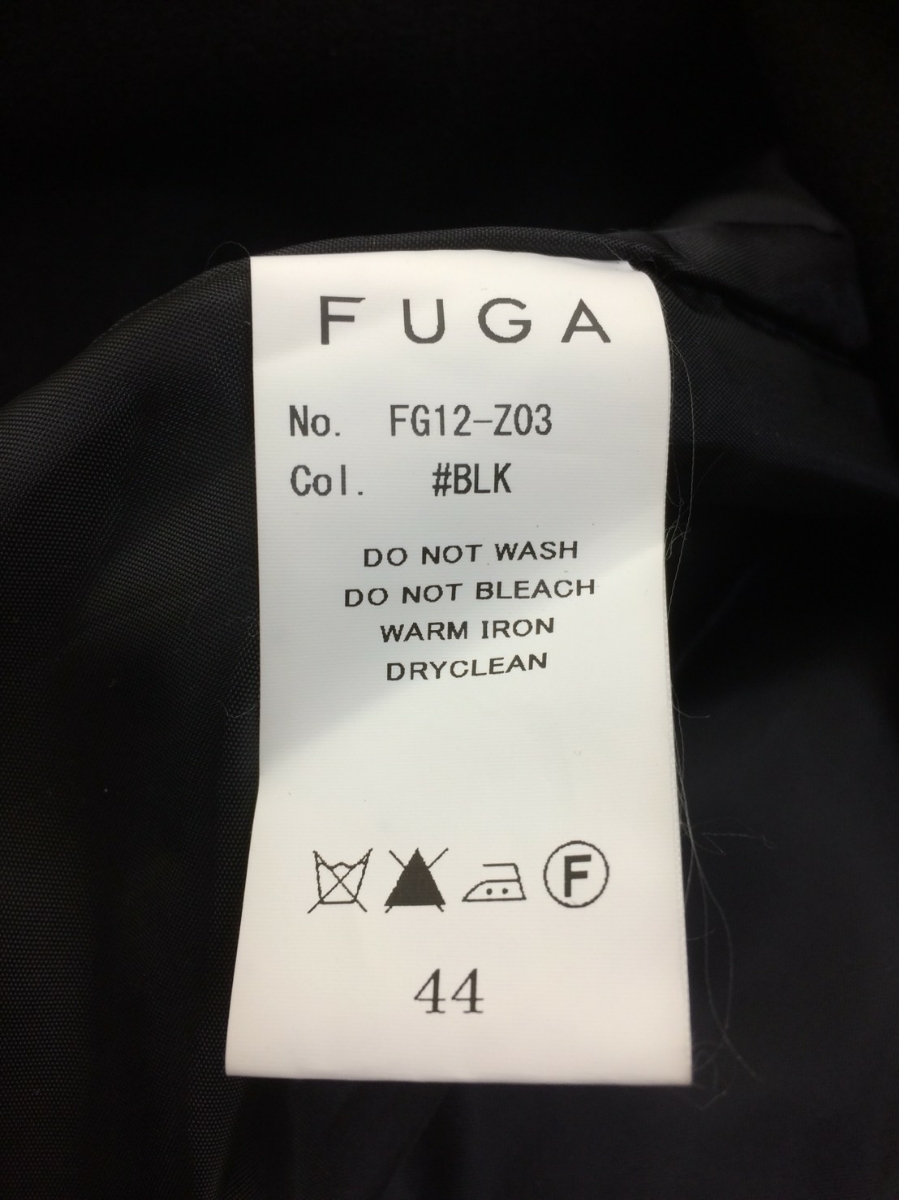 FUGA
No. FG12-Z03
Col. #BLK
DO NOT WASH
DO NOT BLEACH
WARM IRON
DRYCLEAN
F
44